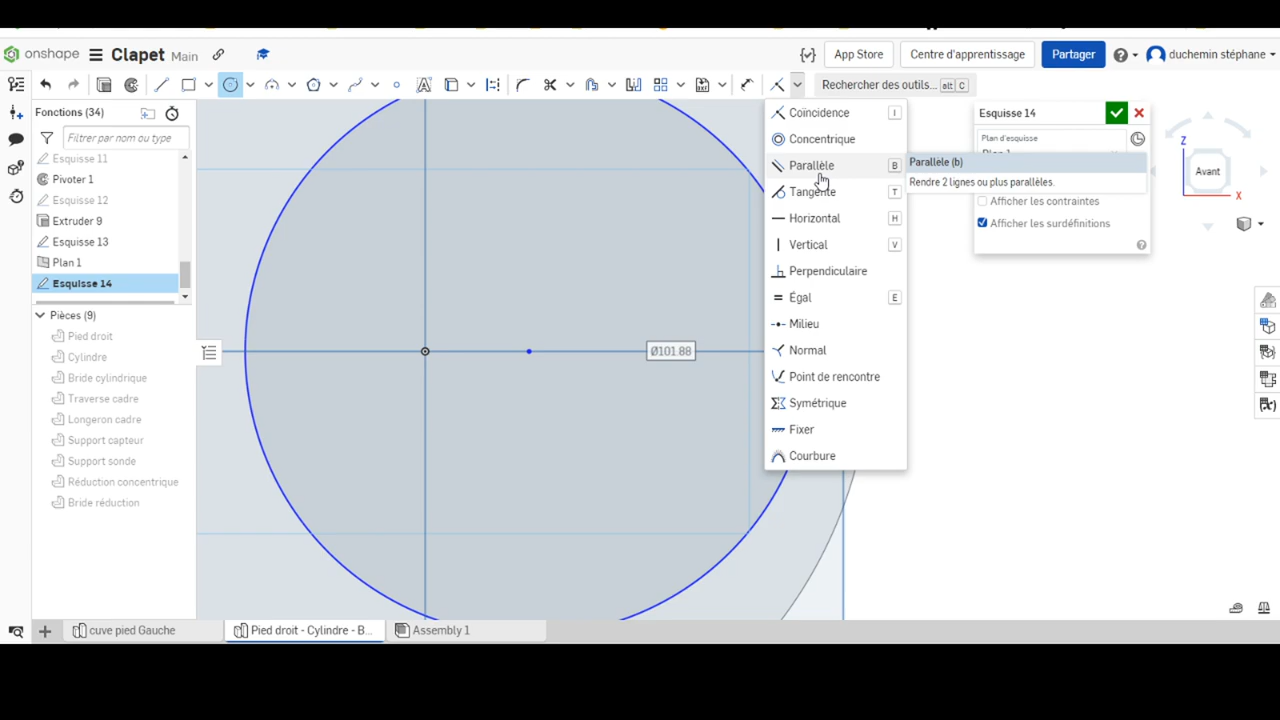 onshape Clapet Main
App Store Centre d'apprentissage Partager duchemin stéphane
Rechercher des outils... alt C
Fonctions (34)
Filtrer par nom ou type
Esquisse 11
Pivoter 1
Esquisse 12
Extruder 9
Esquisse 13
Plan 1
Esquisse 14
Pièces (9)
Pied droit
Cylindre
Bride cylindrique
Traverse cadre
Longeron cadre
Support capteur
Support sonde
Réduction concentrique
Bride réduction
Ø101.88
Coïncidence I
Concentrique
Parallèle B
Tangente T
Horizontal H
Vertical V
Perpendiculaire
Égal E
Milieu
Normal
Point de rencontre
Symétrique
Fixer
Courbure
Parallèle (b)
Rendre 2 lignes ou plus parallèles.
Esquisse 14
Plan d'esquisse
Plan 1
Afficher les contraintes
Afficher les surdéfinitions
Z
Avant
X
cuve pied Gauche
Pied droit - Cylindre - B...
Assembly 1